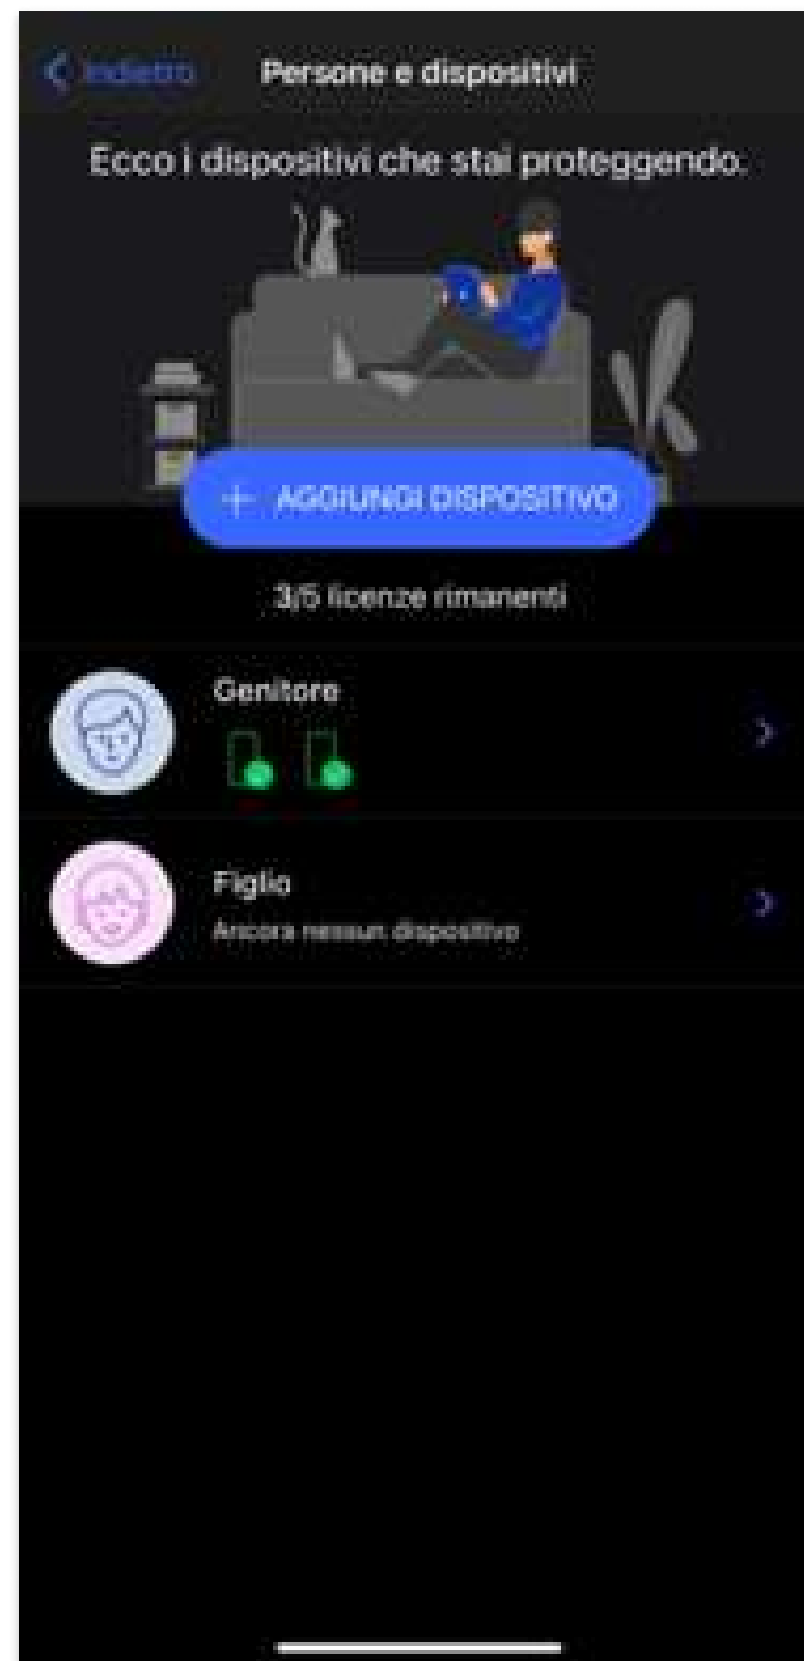 Indietro
Persone e dispositivi
Ecco i dispositivi che stai proteggendo.
+ AGGIUNGI DISPOSITIVO
3/5 licenze rimanenti
Genitore
Figlio
Ancora nessun dispositivo